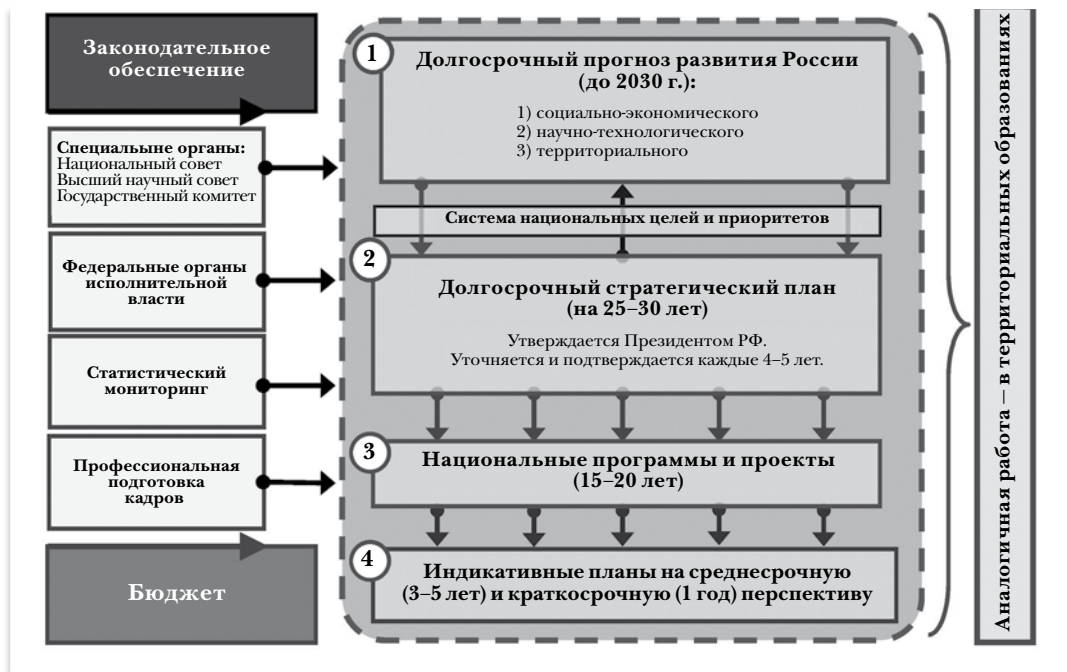 Законодательное
обеспечение
Специальыне органы:
Национальный совет
Высший научный совет
Государственный комитет
Федеральные органы
исполнительной
власти
Статистический
мониторинг
Профессиональная
подготовка
кадров
Бюджет
1
Долгосрочный прогноз развития России
(до 2030 г.):
1) социально-экономического
2) научно-технологического
3) территориального
Система национальных целей и приоритетов
2
Долгосрочный стратегический план
(на 25–30 лет)
Утверждается Президентом РФ.
Уточняется и подтверждается каждые 4–5 лет.
3
Национальные программы и проекты
(15–20 лет)
4
Индикативные планы на среднесрочную
(3–5 лет) и краткосрочную (1 год) перспективу
Аналогичная работа — в территориальных образованиях